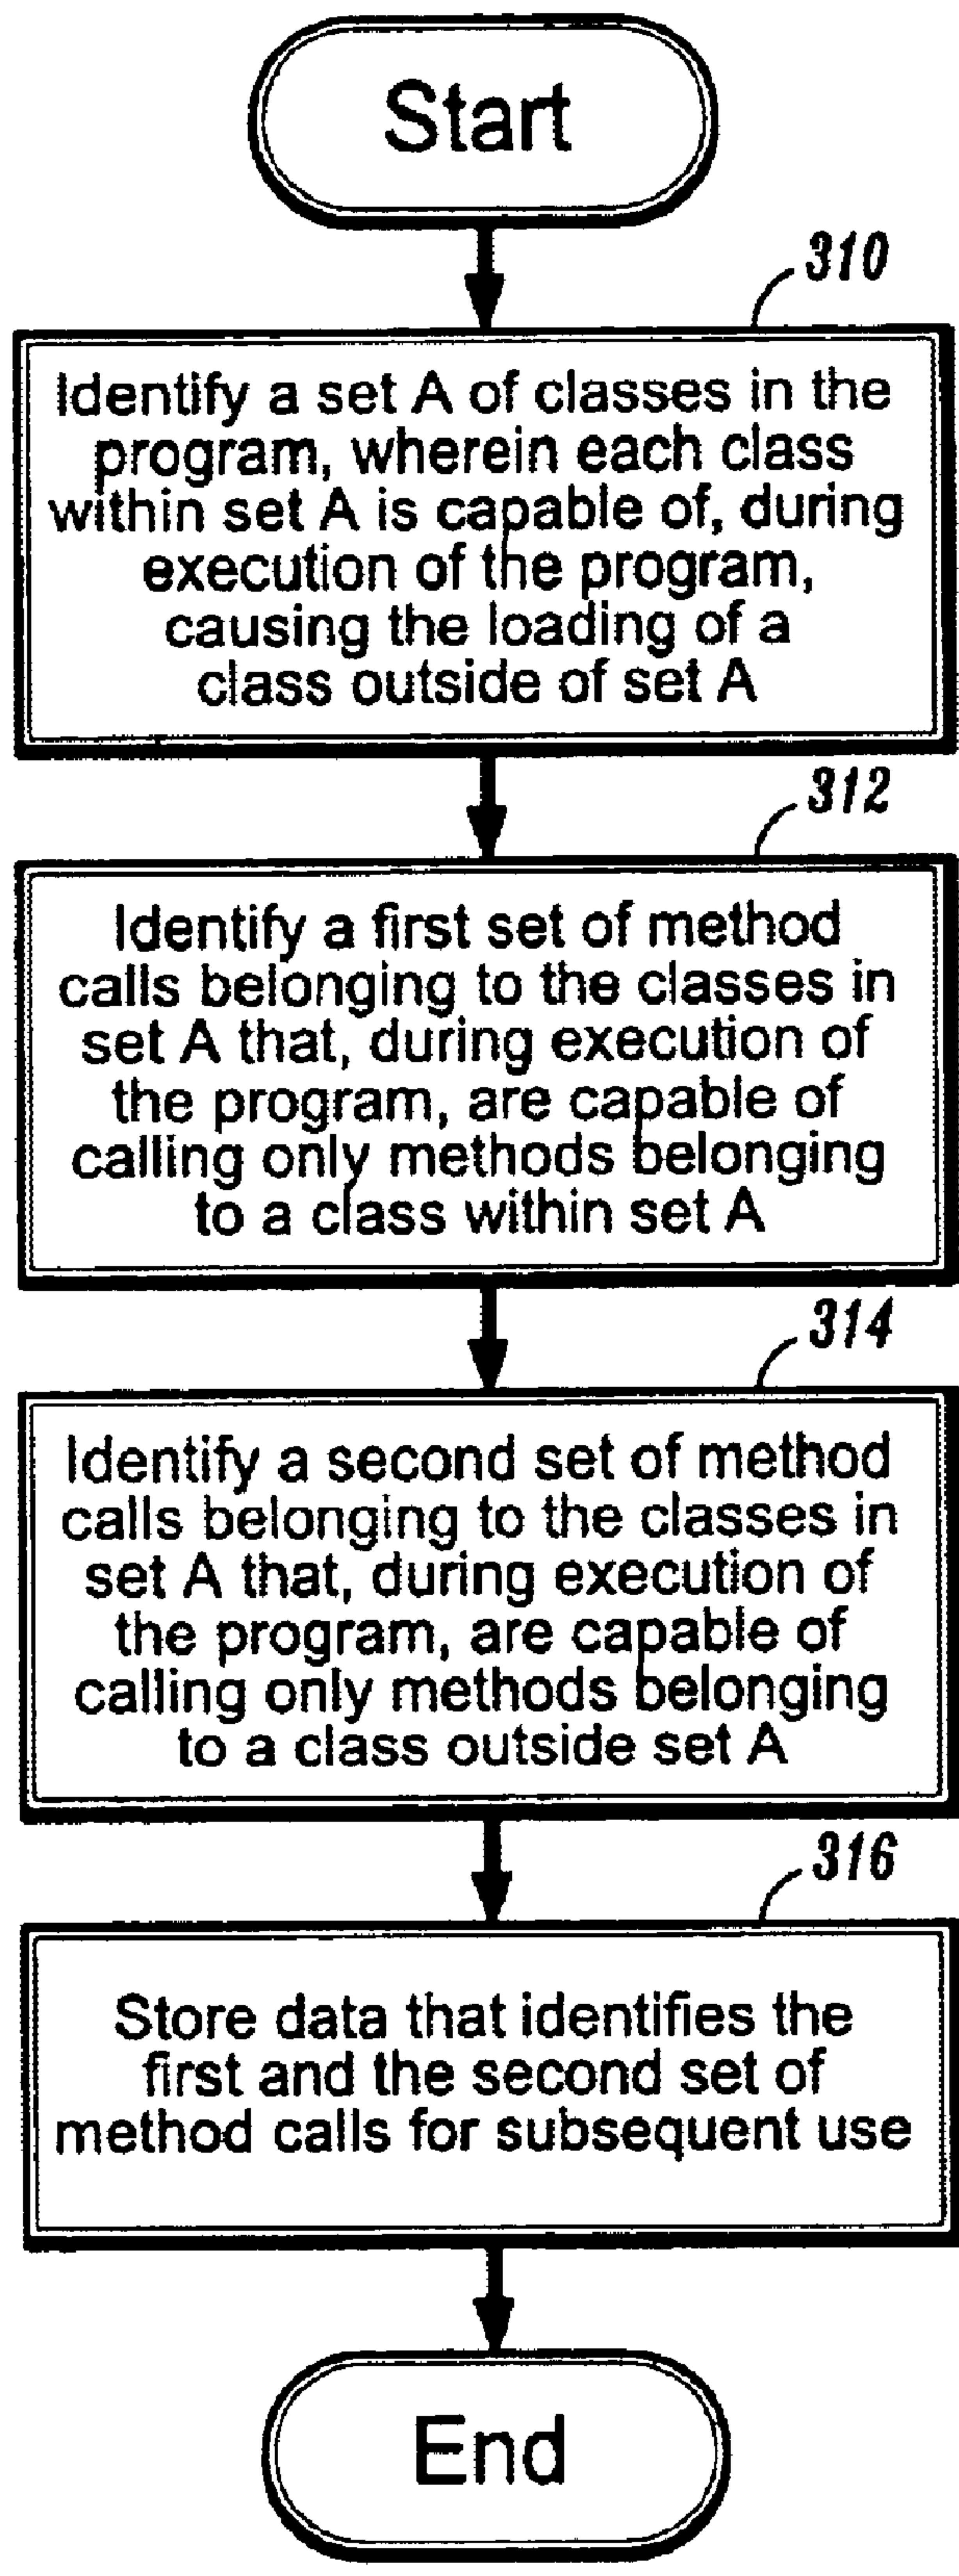 Start
310
Identify a set A of classes in the
program, wherein each class
within set A is capable of, during
execution of the program,
causing the loading of a
class outside of set A
312
Identify a first set of method
calls belonging to the classes in
set A that, during execution of
the program, are capable of
calling only methods belonging
to a class within set A
314
Identify a second set of method
calls belonging to the classes in
set A that, during execution of
the program, are capable of
calling only methods belonging
to a class outside set A
316
Store data that identifies the
first and the second set of
method calls for subsequent use
End